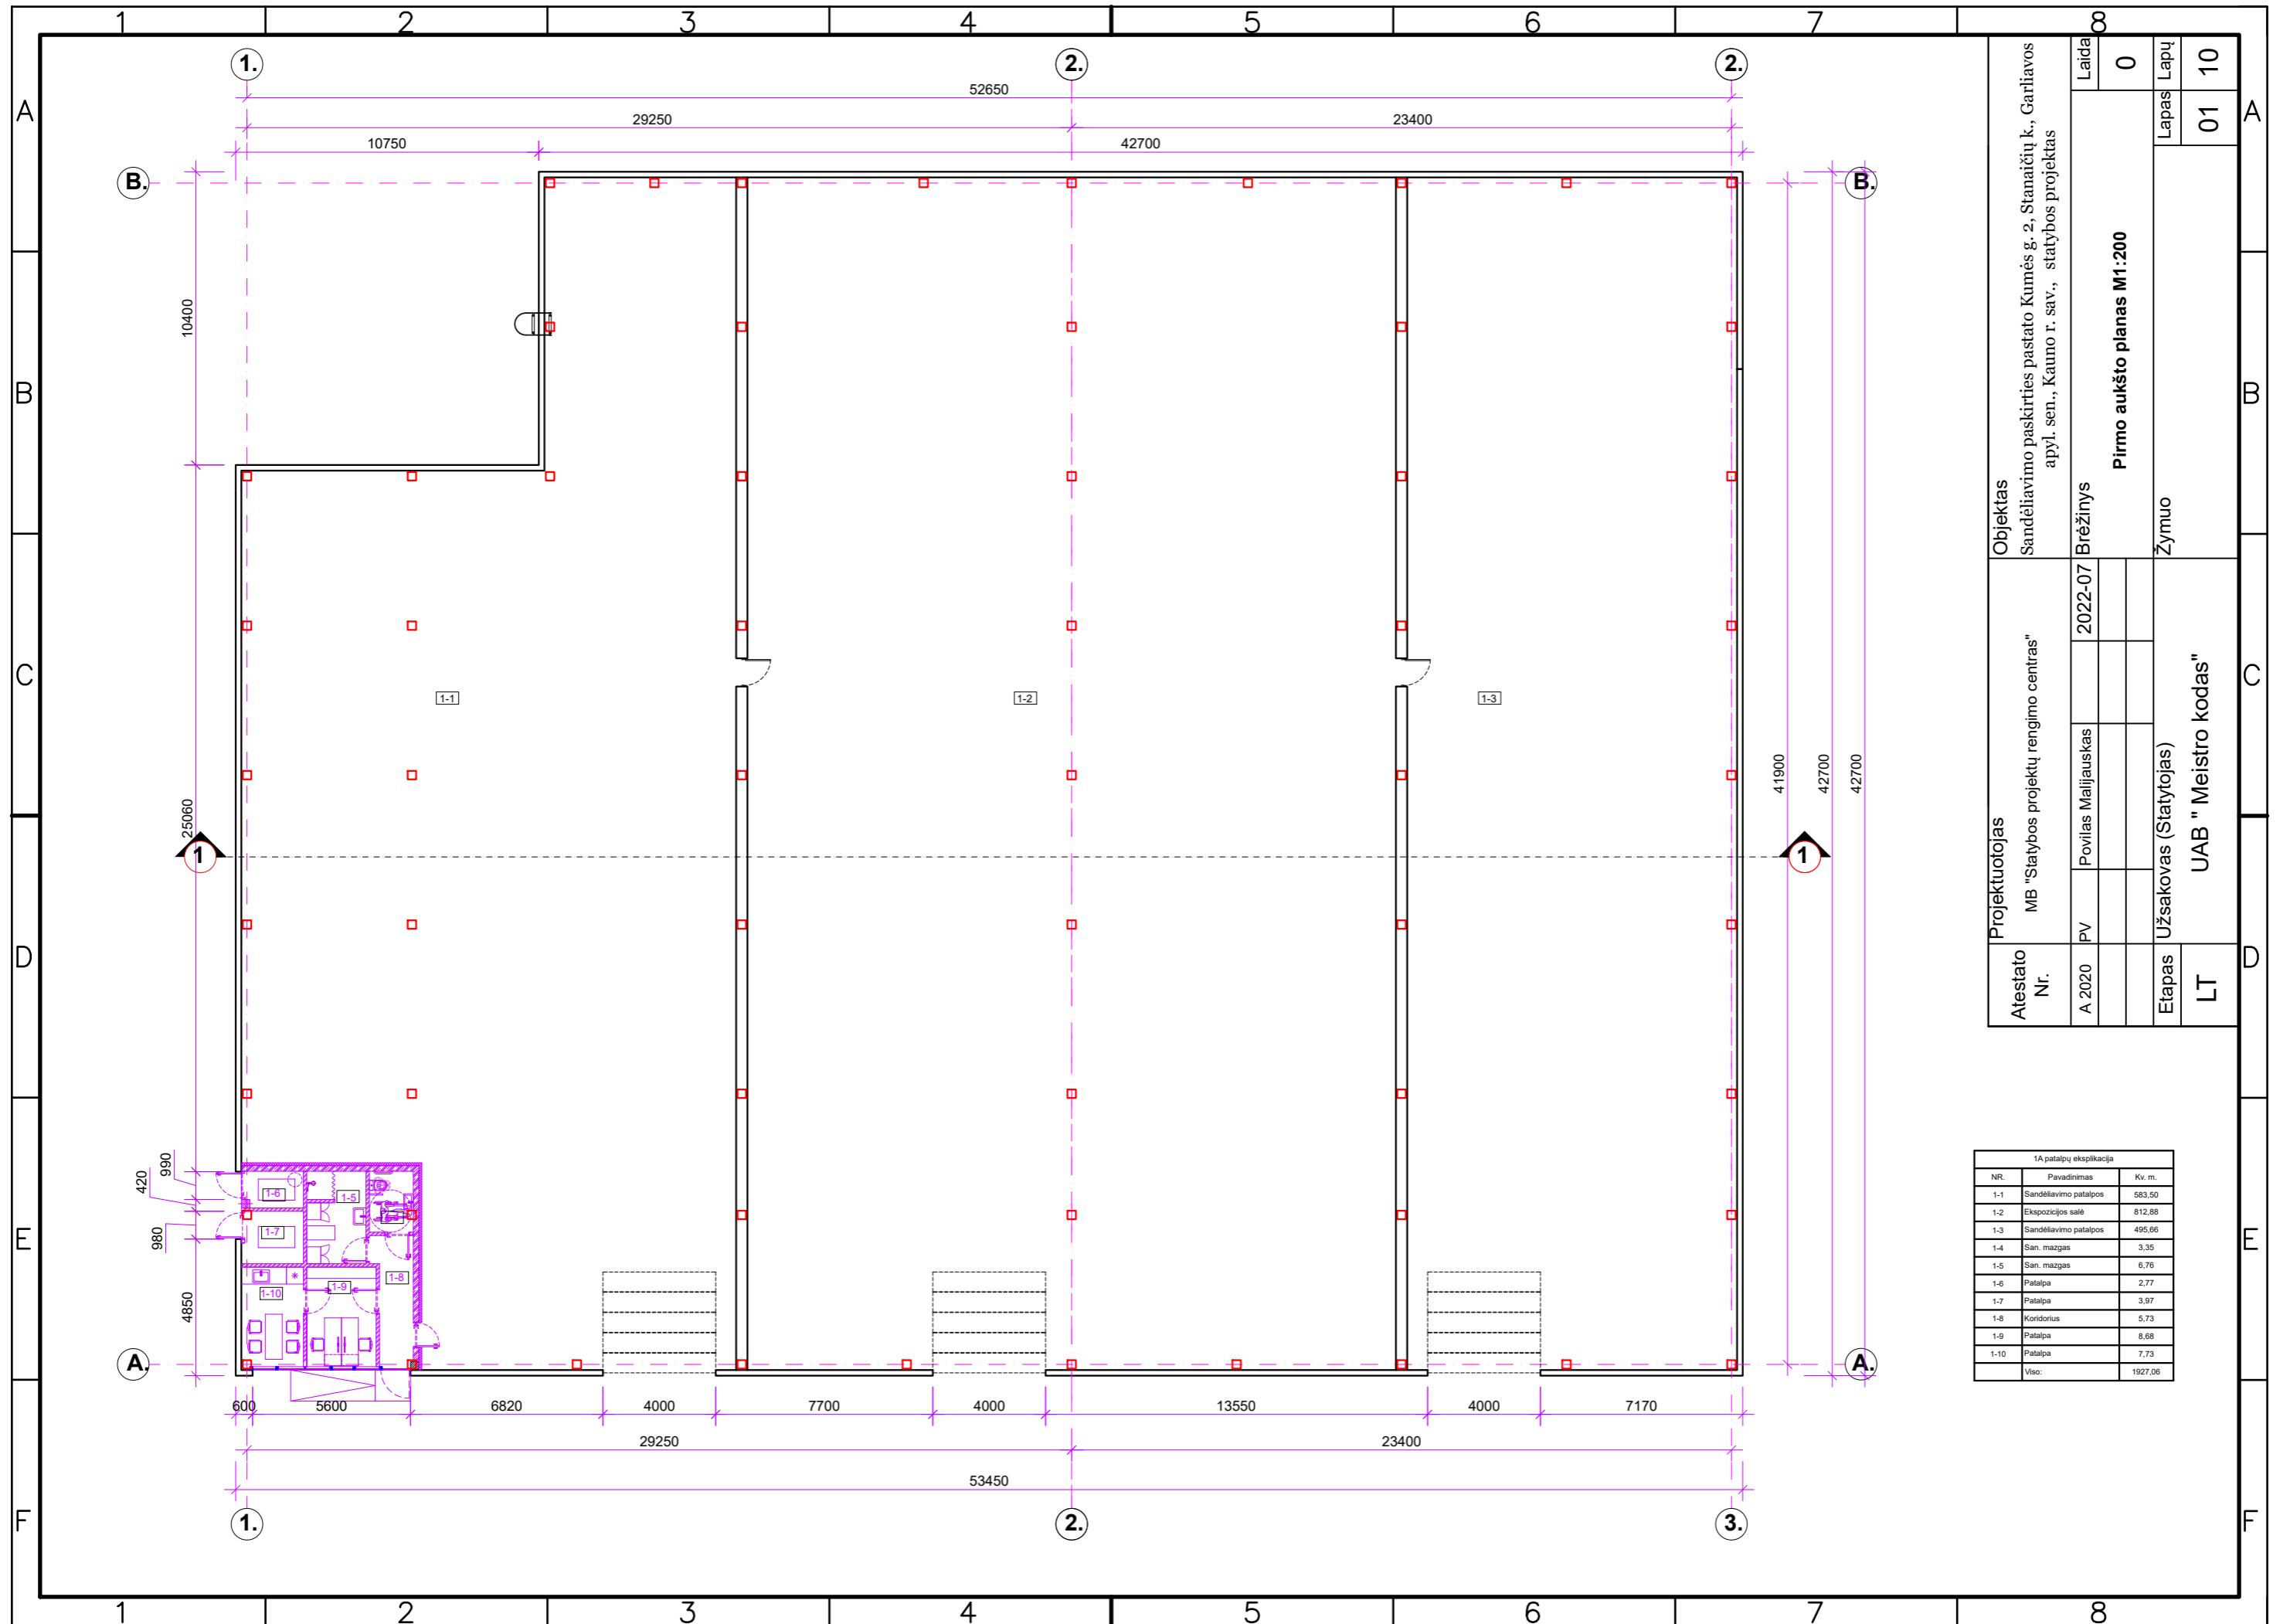 1 2 3 4 5 6 7 8
A
B
C
D
E
F
A
B
C
D
E
F
1. 2. 2.
52650
29250 23400
10750 42700
B. B.
10400
1-1 1-2 1-3
25060
41900
42700
42700
1 1
990
420
980
4850
1-6
1-5
1-7
1-8
1-9
1-10
A. A.
600 5600 6820 4000 7700 4000 13550 4000 7170
29250 23400
53450
1. 2. 3.
1 2 3 4 5 6 7 8
Atestato
Nr.
Projektuotojas
MB "Statybos projektų rengimo centras"
Objektas
Sandėliavimo paskirties pastato Kumės g. 2, Stanaičių k., Garliavos
apyl. sen., Kauno r. sav., statybos projektas
A 2020 PV Povilas Malijauskas 2022-07
Brėžinys
Pirmo aukšto planas M1:200
Laida
0
Etapas
LT
Užsakovas (Statytojas)
UAB " Meistro kodas"
Žymuo
Lapas Lapų
01 10
1A patalpų eksplikacija
NR. Pavadinimas Kv. m.
1-1 Sandėliavimo patalpos 583,50
1-2 Ekspozicijos salė 812,88
1-3 Sandėliavimo patalpos 495,66
1-4 San. mazgas 3,35
1-5 San. mazgas 6,76
1-6 Patalpa 2,77
1-7 Patalpa 3,97
1-8 Koridorius 5,73
1-9 Patalpa 8,68
1-10 Patalpa 7,73
Viso: 1927,06